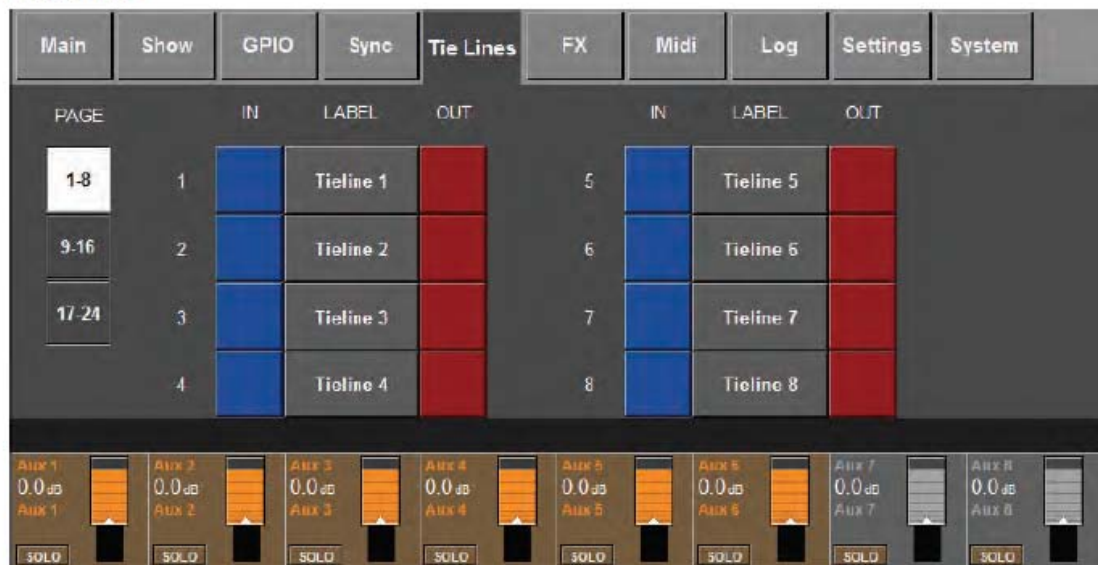 Main Show GPIO Sync Tie Lines FX Midi Log Settings System
PAGE IN LABEL OUT IN LABEL OUT
1-8 1 Tieline 1 5 Tieline 5
9-16 2 Tieline 2 6 Tieline 6
17-24 3 Tieline 3 7 Tieline 7
4 Tieline 4 8 Tieline 8
Aux 1 Aux 2 Aux 3 Aux 4 Aux 5 Aux 6 Aux 7 Aux 8
0.0 dB 0.0 dB 0.0 dB 0.0 dB 0.0 dB 0.0 dB 0.0 dB 0.0 dB
Aux 1 Aux 2 Aux 3 Aux 4 Aux 5 Aux 6 Aux 7 Aux 8
SOLO SOLO SOLO SOLO SOLO SOLO SOLO SOLO